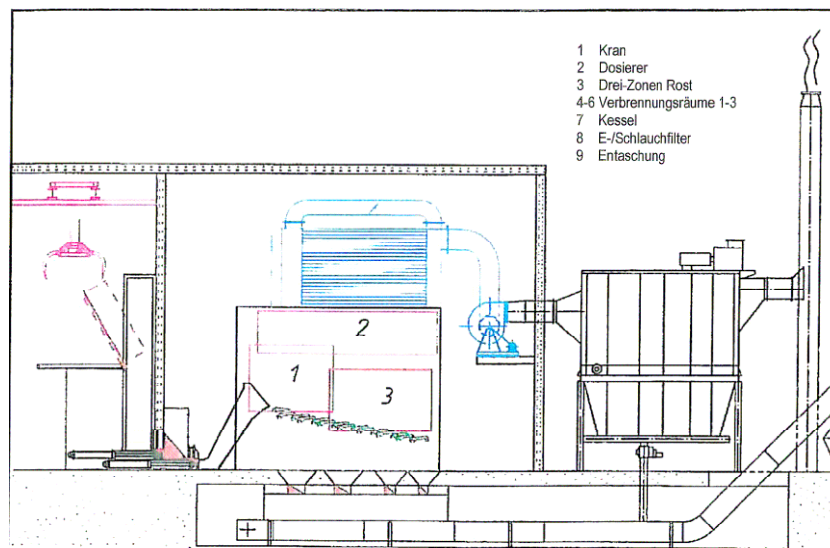 1 Kran
2 Dosierer
3 Drei-Zonen Rost
4-6 Verbrennungsräume 1-3
7 Kessel
8 E-/Schlauchfilter
9 Entaschung
2
1
3